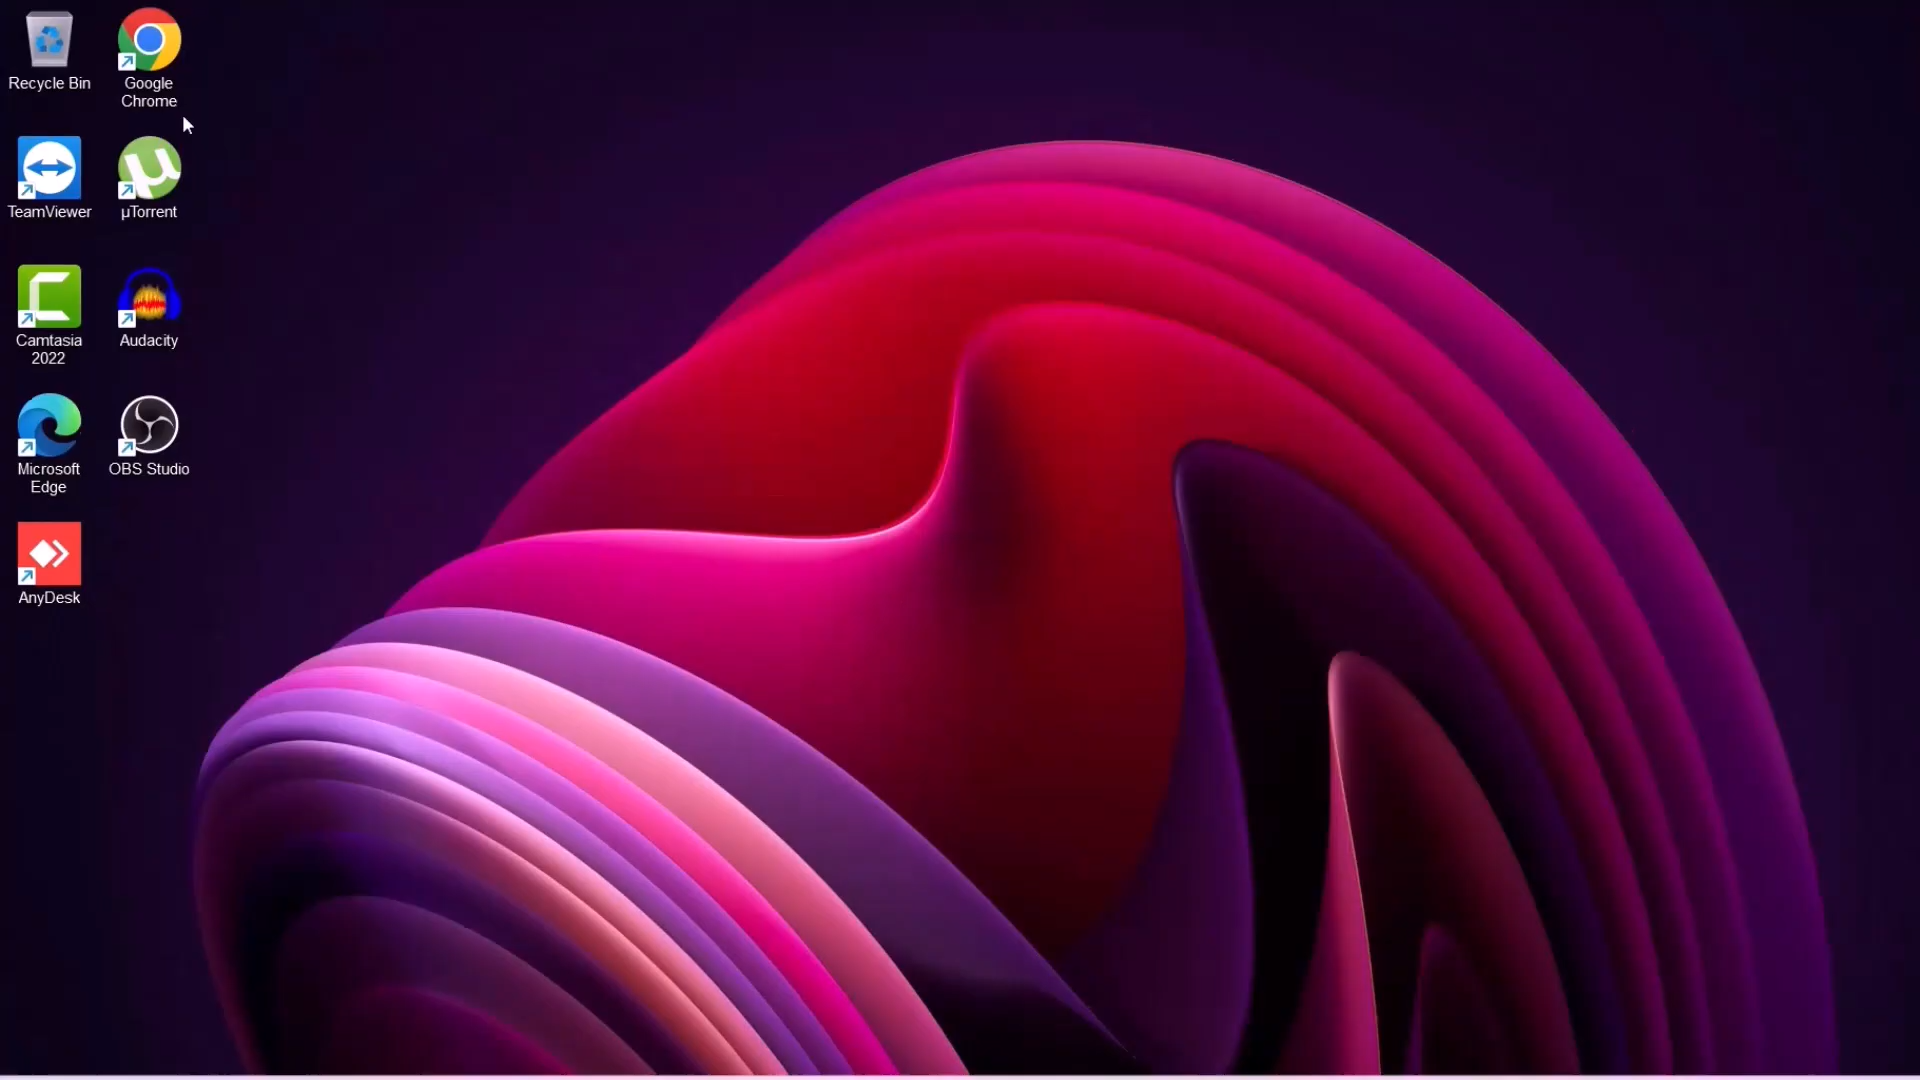 Recycle Bin
Google
Chrome
TeamViewer
µTorrent
Camtasia
2022
Audacity
Microsoft
Edge
OBS Studio
AnyDesk